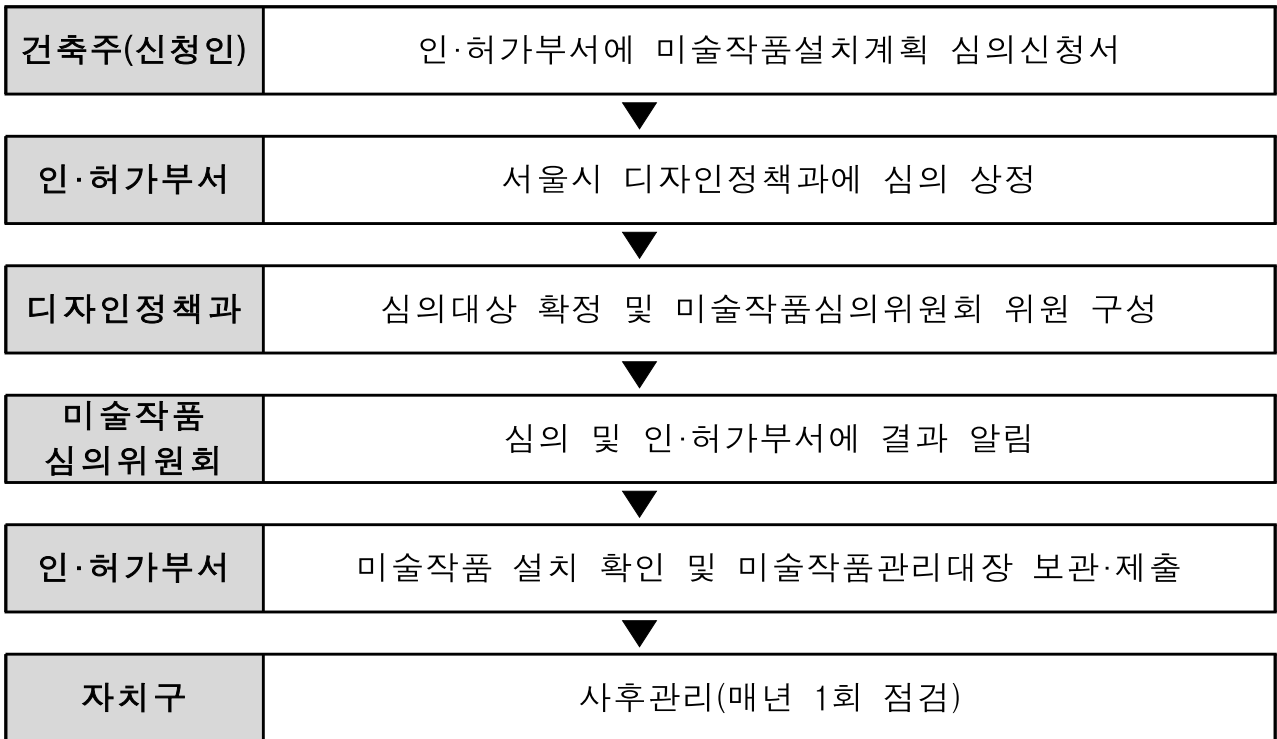 건축주(신청인)
인·허가부서에 미술작품설치계획 심의신청서
인·허가부서
서울시 디자인정책과에 심의 상정
디자인정책과
심의대상 확정 및 미술작품심의위원회 위원 구성
미술작품
심의위원회
심의 및 인·허가부서에 결과 알림
인·허가부서
미술작품 설치 확인 및 미술작품관리대장 보관·제출
자치구
사후관리(매년 1회 점검)